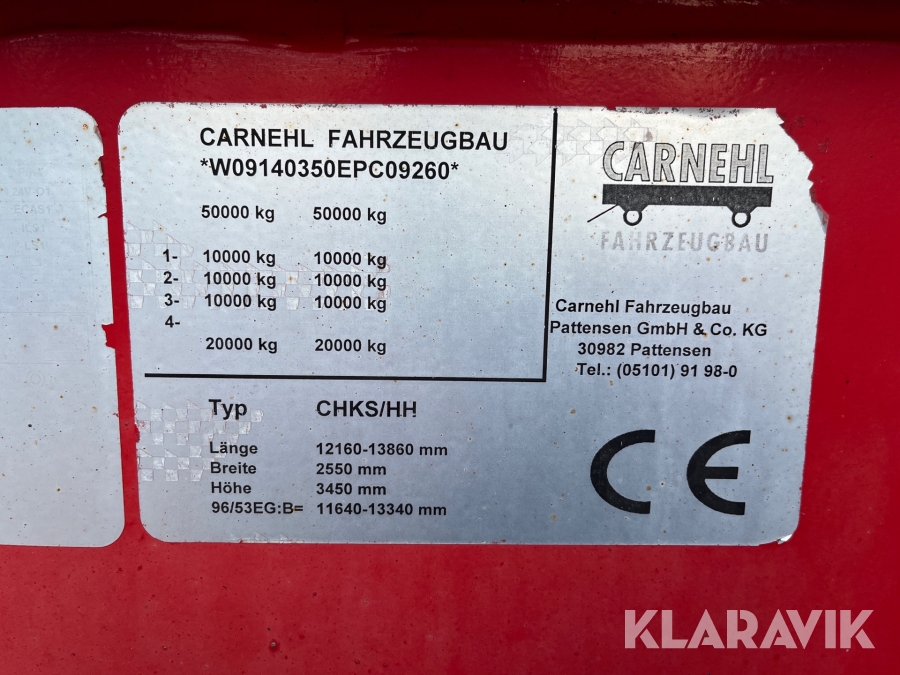 CARNEHL FAHRZEUGBAU
*W09140350EPC09260*
50000 kg 50000 kg
1- 10000 kg 10000 kg
2- 10000 kg 10000 kg
3- 10000 kg 10000 kg
4-
20000 kg 20000 kg
CARNEHL
FAHRZEUGBAU
Carnehl Fahrzeugbau
Pattensen GmbH & Co. KG
30982 Pattensen
Tel.: (05101) 91 98-0
Typ CHKS/HH
Länge 12160-13860 mm
Breite 2550 mm
Höhe 3450 mm
96/53EG:B= 11640-13340 mm
CE
KLARAVIK